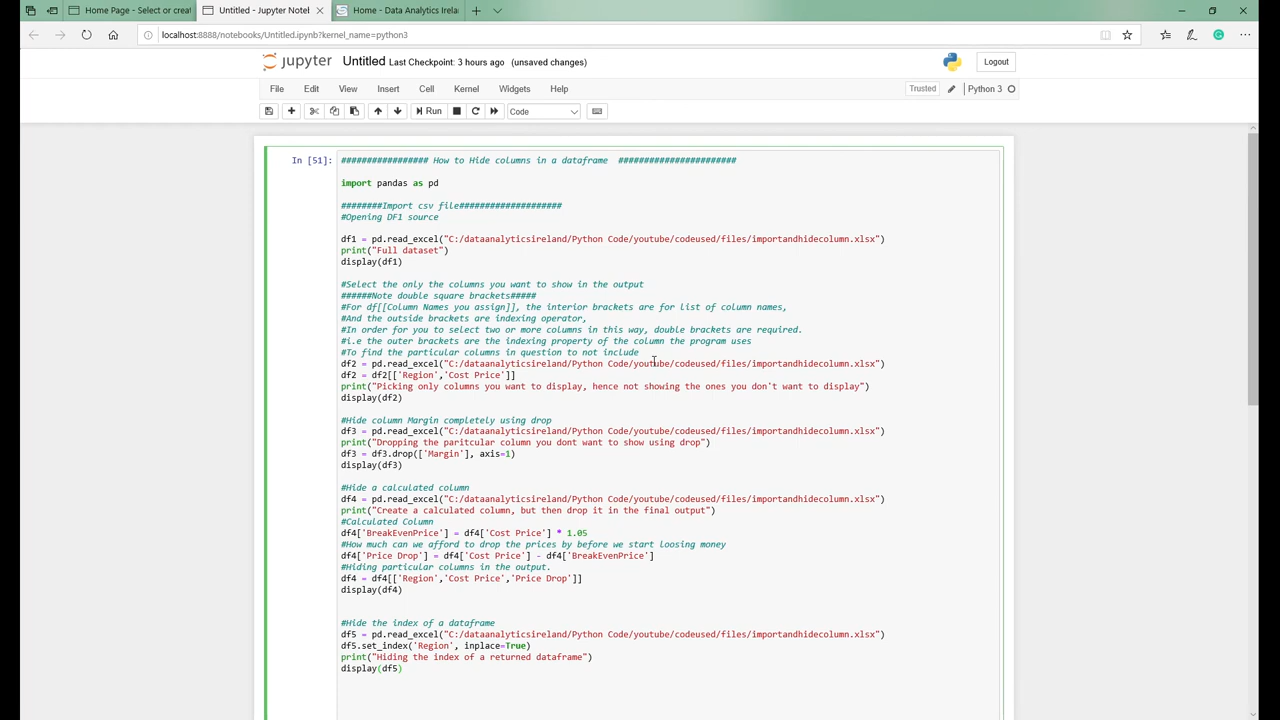 Home Page - Select or creat
Untitled - Jupyter Noteb
Home - Data Analytics Irelan
localhost:8888/notebooks/Untitled.ipynb?kernel_name=python3
jupyter Untitled Last Checkpoint: 3 hours ago (unsaved changes)
Logout
File Edit View Insert Cell Kernel Widgets Help
Trusted Python 3
Run Code
In [51]: ################# How to Hide columns in a dataframe #######################
import pandas as pd
########Import csv file####################
#Opening DF1 source
df1 = pd.read_excel("C:/dataanalyticsireland/Python Code/youtube/codeused/files/importandhidecolumn.xlsx")
print("Full dataset")
display(df1)
#Select the only the columns you want to show in the output
######Note double square brackets#####
#For df[[Column Names you assign]], the interior brackets are for list of column names,
#And the outside brackets are indexing operator,
#In order for you to select two or more columns in this way, double brackets are required.
#i.e the outer brackets are the indexing property of the column the program uses
#To find the particular columns in question to not include
df2 = pd.read_excel("C:/dataanalyticsireland/Python Code/youtube/codeused/files/importandhidecolumn.xlsx")
df2 = df2[['Region','Cost Price']]
print("Picking only columns you want to display, hence not showing the ones you don't want to display")
display(df2)
#Hide column Margin completely using drop
df3 = pd.read_excel("C:/dataanalyticsireland/Python Code/youtube/codeused/files/importandhidecolumn.xlsx")
print("Dropping the paritcular column you dont want to show using drop")
df3 = df3.drop(['Margin'], axis=1)
display(df3)
#Hide a calculated column
df4 = pd.read_excel("C:/dataanalyticsireland/Python Code/youtube/codeused/files/importandhidecolumn.xlsx")
print("Create a calculated column, but then drop it in the final output")
#Calculated Column
df4['BreakEvenPrice'] = df4['Cost Price'] * 1.05
#How much can we afford to drop the prices by before we start loosing money
df4['Price Drop'] = df4['Cost Price'] - df4['BreakEvenPrice']
#Hiding particular columns in the output.
df4 = df4[['Region','Cost Price','Price Drop']]
display(df4)
#Hide the index of a dataframe
df5 = pd.read_excel("C:/dataanalyticsireland/Python Code/youtube/codeused/files/importandhidecolumn.xlsx")
df5.set_index('Region', inplace=True)
print("Hiding the index of a returned dataframe")
display(df5)